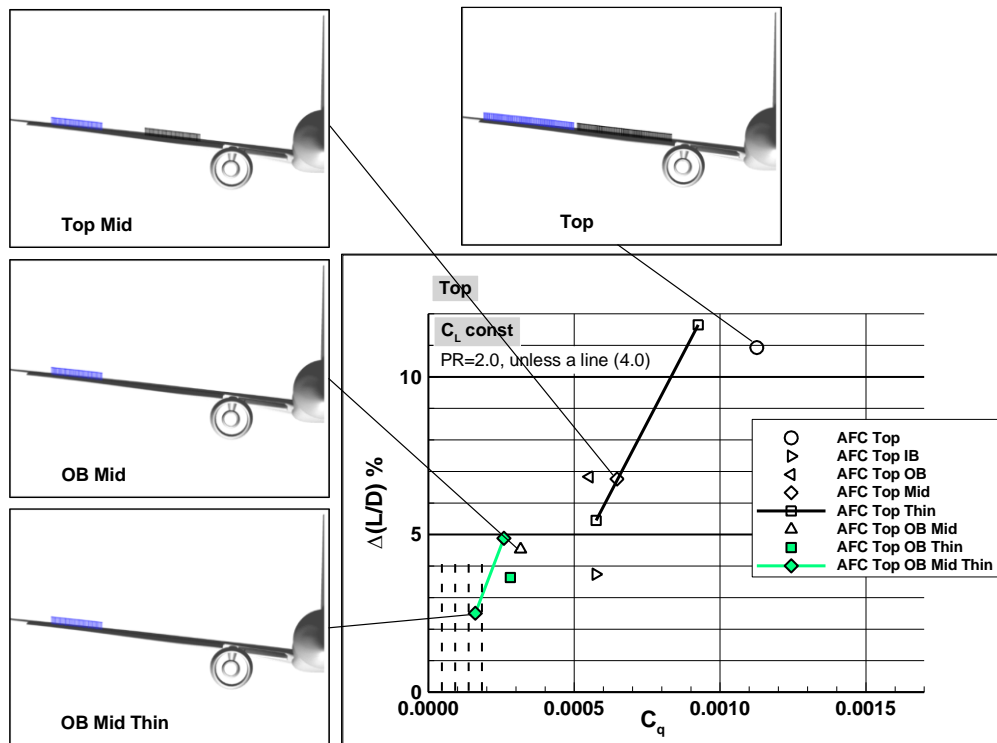 Top Mid
Top
OB Mid
OB Mid Thin
Top
C_L const
PR=2.0, unless a line (4.0)
Δ(L/D) %
10
5
0
0.0000
0.0005
0.0010
0.0015
C_q
AFC Top
AFC Top IB
AFC Top OB
AFC Top Mid
AFC Top Thin
AFC Top OB Mid
AFC Top OB Thin
AFC Top OB Mid Thin